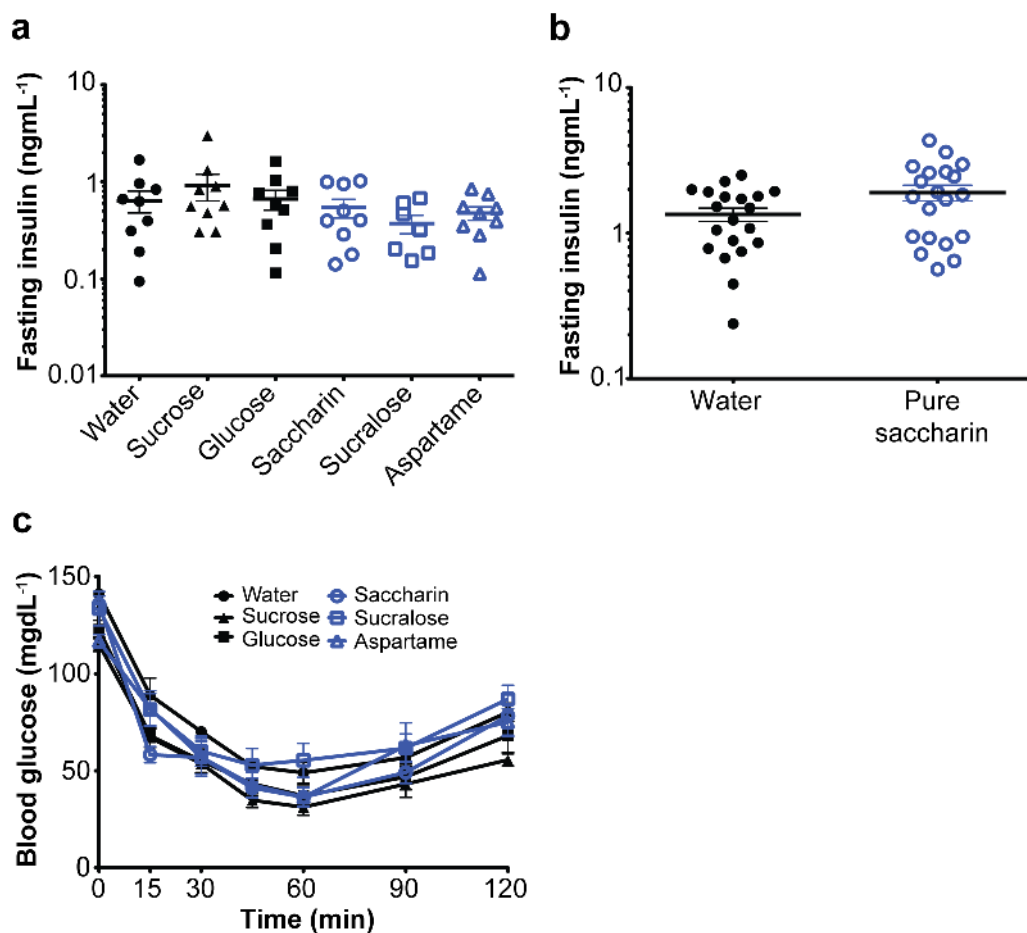 a
Fasting insulin (ngmL⁻¹)
10
1
0.1
0.01
Water
Sucrose
Glucose
Saccharin
Sucralose
Aspartame
b
Fasting insulin (ngmL⁻¹)
10
1
0.1
Water
Pure
saccharin
c
Blood glucose (mgdL⁻¹)
150
100
50
0
Water
Sucrose
Glucose
Saccharin
Sucralose
Aspartame
0 15 30 60 90 120
Time (min)